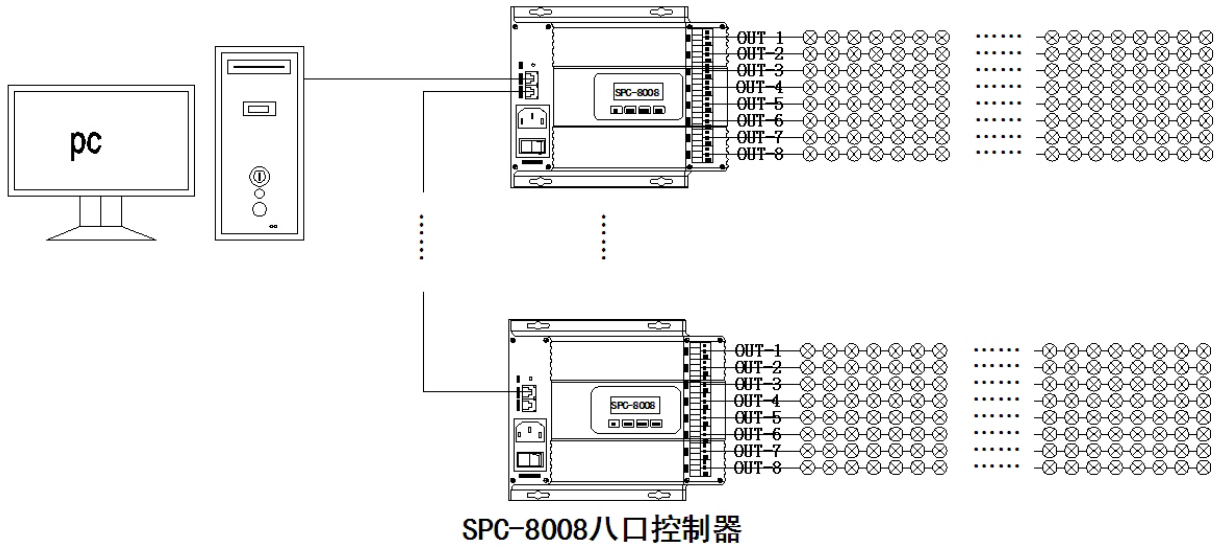 pc
SPC-8008
OUT-1
OUT-2
OUT-3
OUT-4
OUT-5
OUT-6
OUT-7
OUT-8
SPC-8008
OUT-1
OUT-2
OUT-3
OUT-4
OUT-5
OUT-6
OUT-7
OUT-8
SPC-8008八口控制器